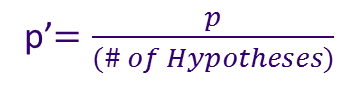 p′= p / (# of Hypotheses)